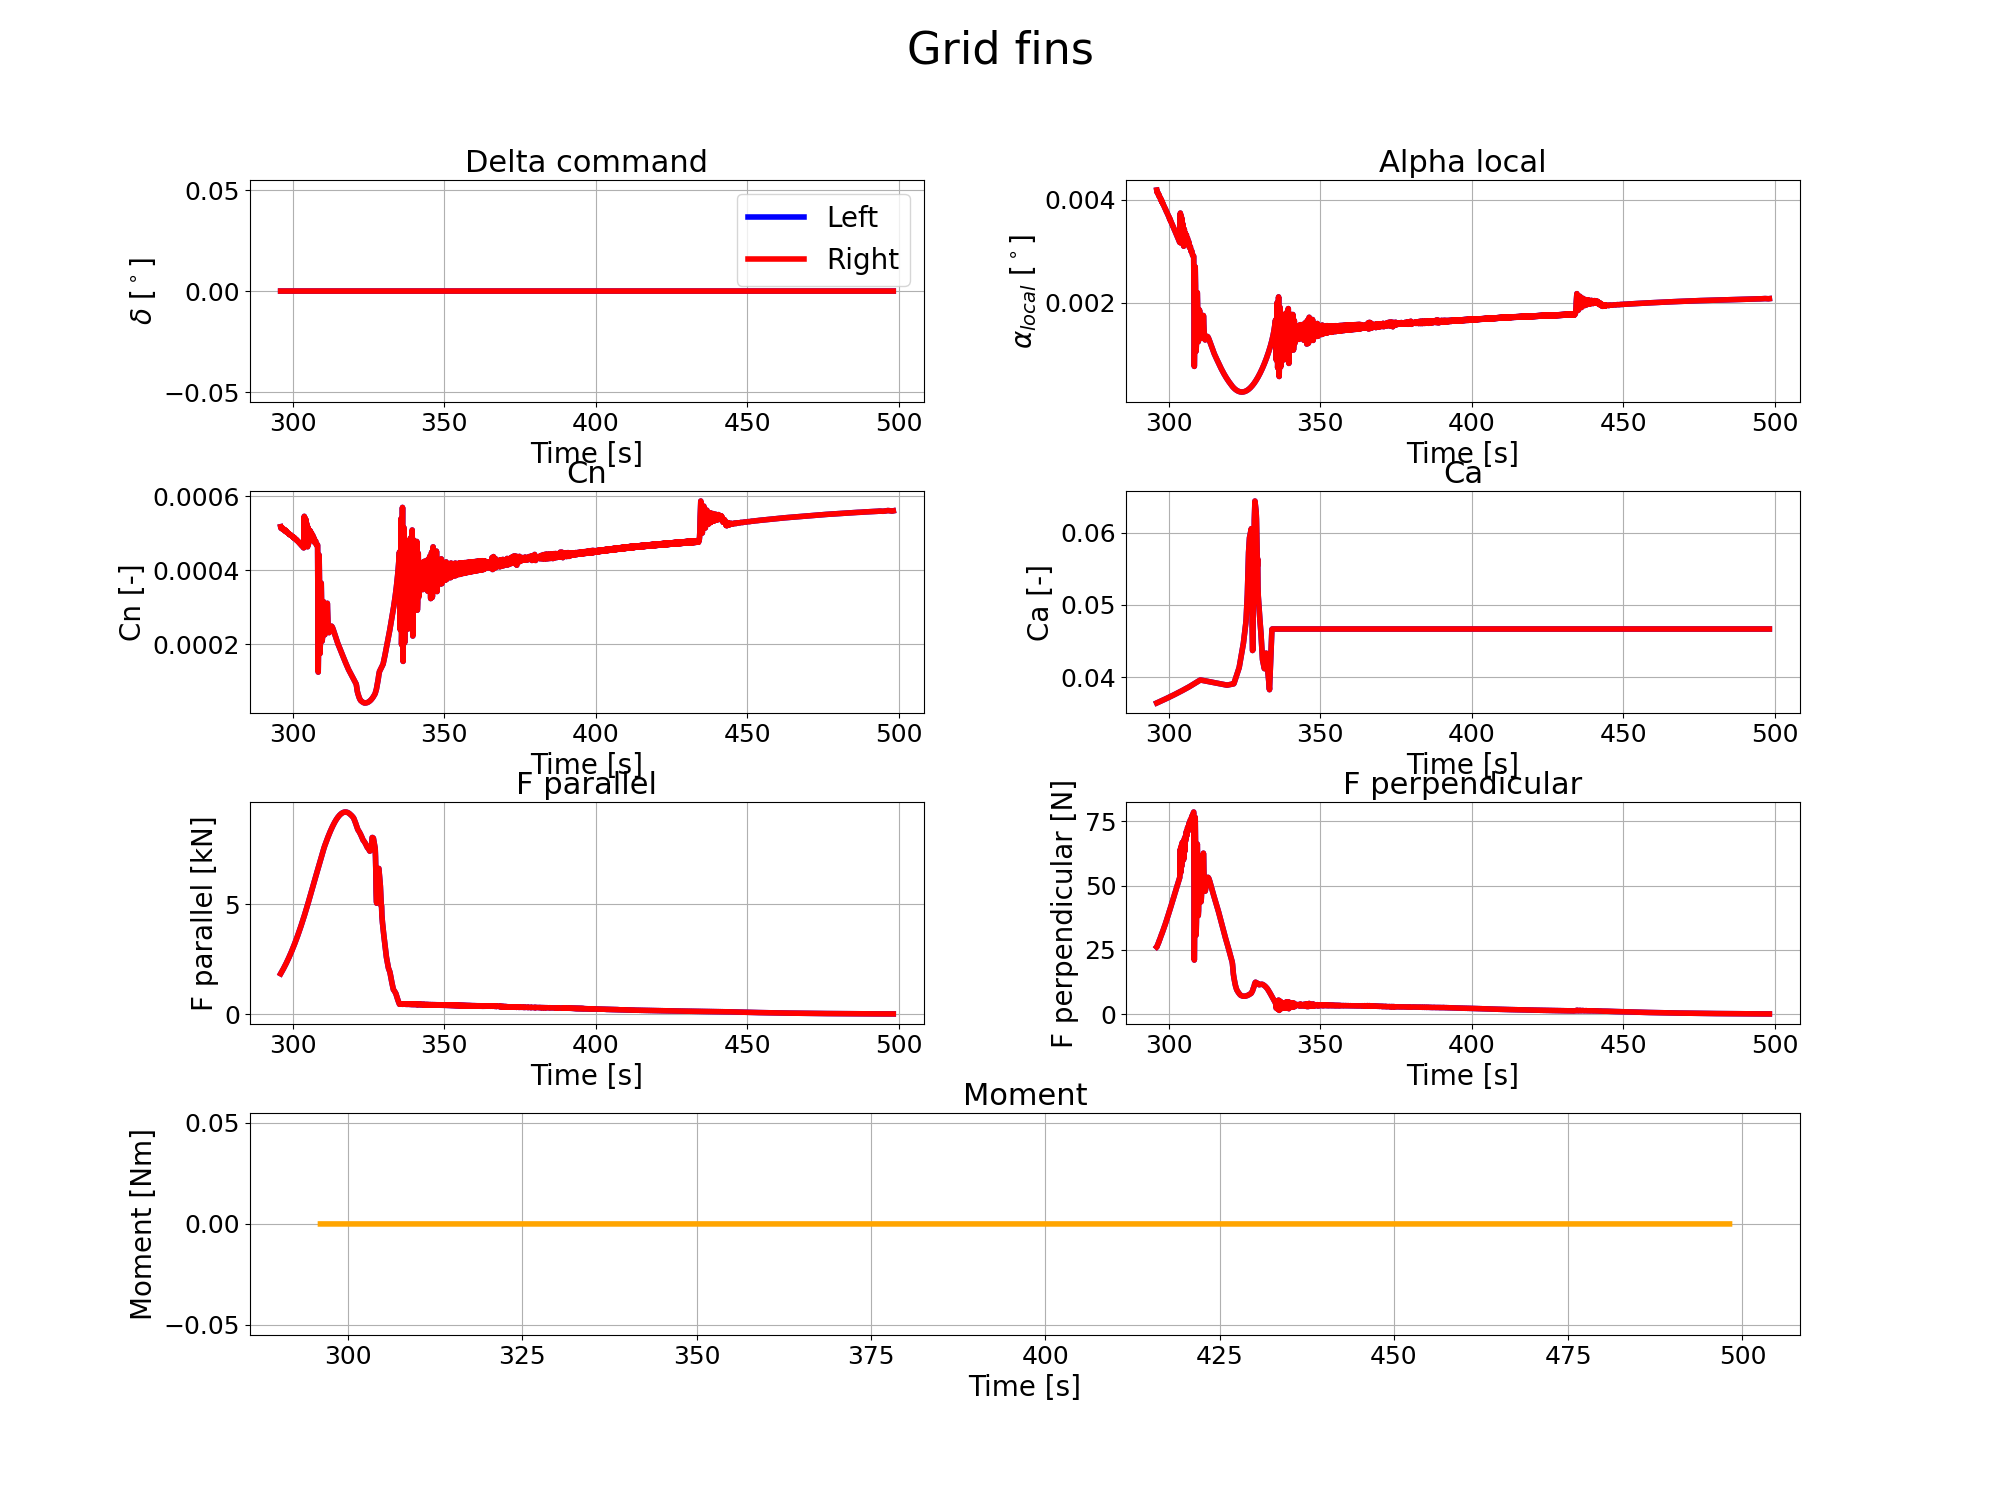 Grid fins
Delta command
δ [°]
0.05
0.00
−0.05
Left
Right
300 350 400 450 500
Time [s]
Alpha local
α_local [°]
0.004
0.002
300 350 400 450 500
Time [s]
Cn
Cn [-]
0.0006
0.0004
0.0002
300 350 400 450 500
Time [s]
Ca
Ca [-]
0.06
0.05
0.04
300 350 400 450 500
Time [s]
F parallel
F parallel [kN]
5
0
300 350 400 450 500
Time [s]
F perpendicular
F perpendicular [N]
75
50
25
0
300 350 400 450 500
Time [s]
Moment
Moment [Nm]
0.05
0.00
−0.05
300 325 350 375 400 425 450 475 500
Time [s]